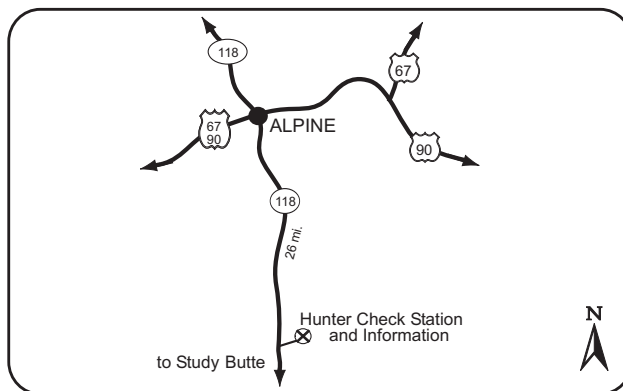 118
67
67
90
ALPINE
90
118
26 mi.
Hunter Check Station
and Information
to Study Butte
N